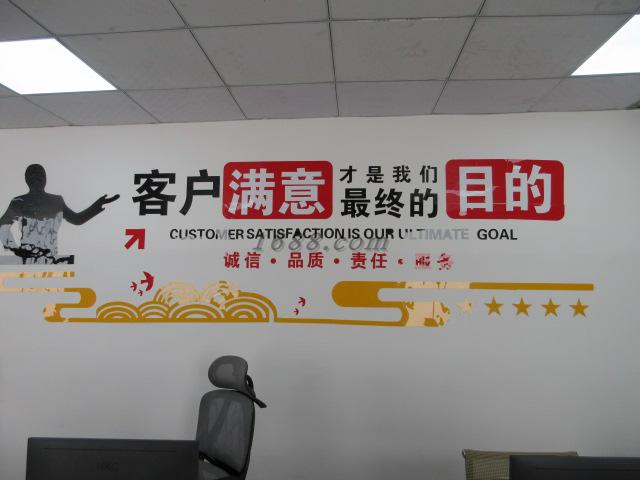 客户满意才是我们最终的目的
CUSTOMER SATISFACTION IS OUR ULTIMATE GOAL
1688.com
诚信·品质·责任·服务
HKC